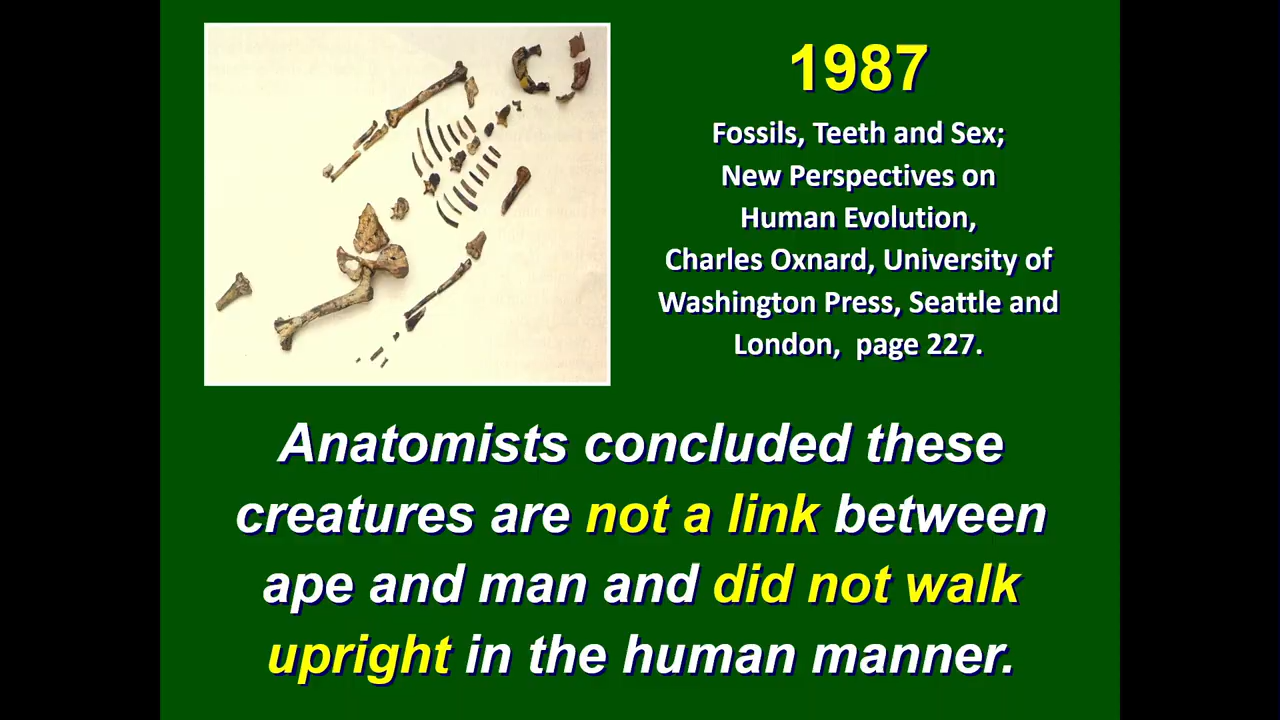 1987
Fossils, Teeth and Sex;
New Perspectives on
Human Evolution,
Charles Oxnard, University of
Washington Press, Seattle and
London, page 227.
Anatomists concluded these
creatures are not a link between
ape and man and did not walk
upright in the human manner.